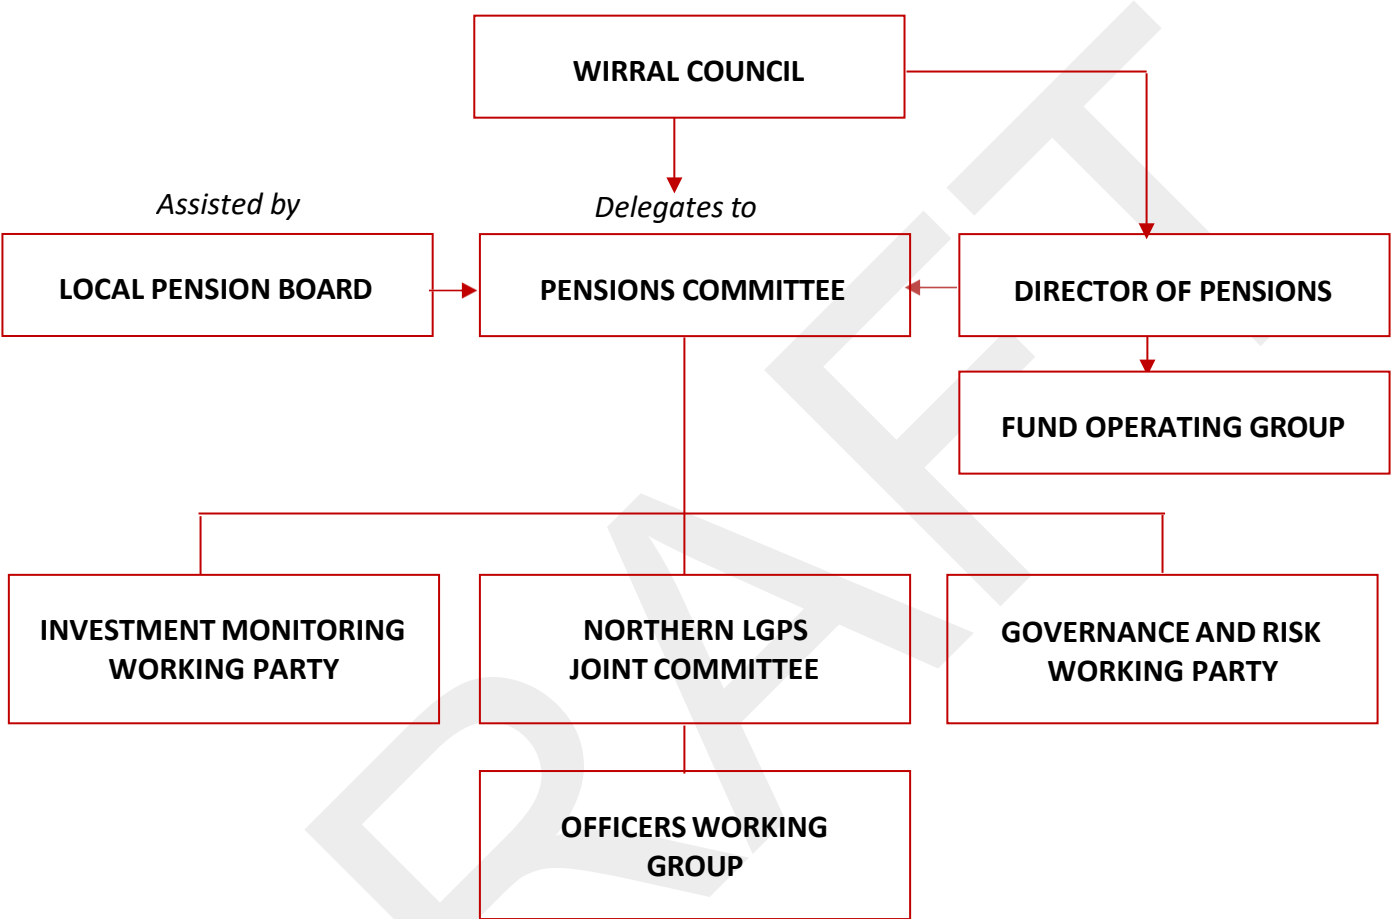 WIRRAL COUNCIL
Assisted by
Delegates to
LOCAL PENSION BOARD
PENSIONS COMMITTEE
DIRECTOR OF PENSIONS
FUND OPERATING GROUP
INVESTMENT MONITORING
WORKING PARTY
NORTHERN LGPS
JOINT COMMITTEE
GOVERNANCE AND RISK
WORKING PARTY
OFFICERS WORKING
GROUP
RAFT